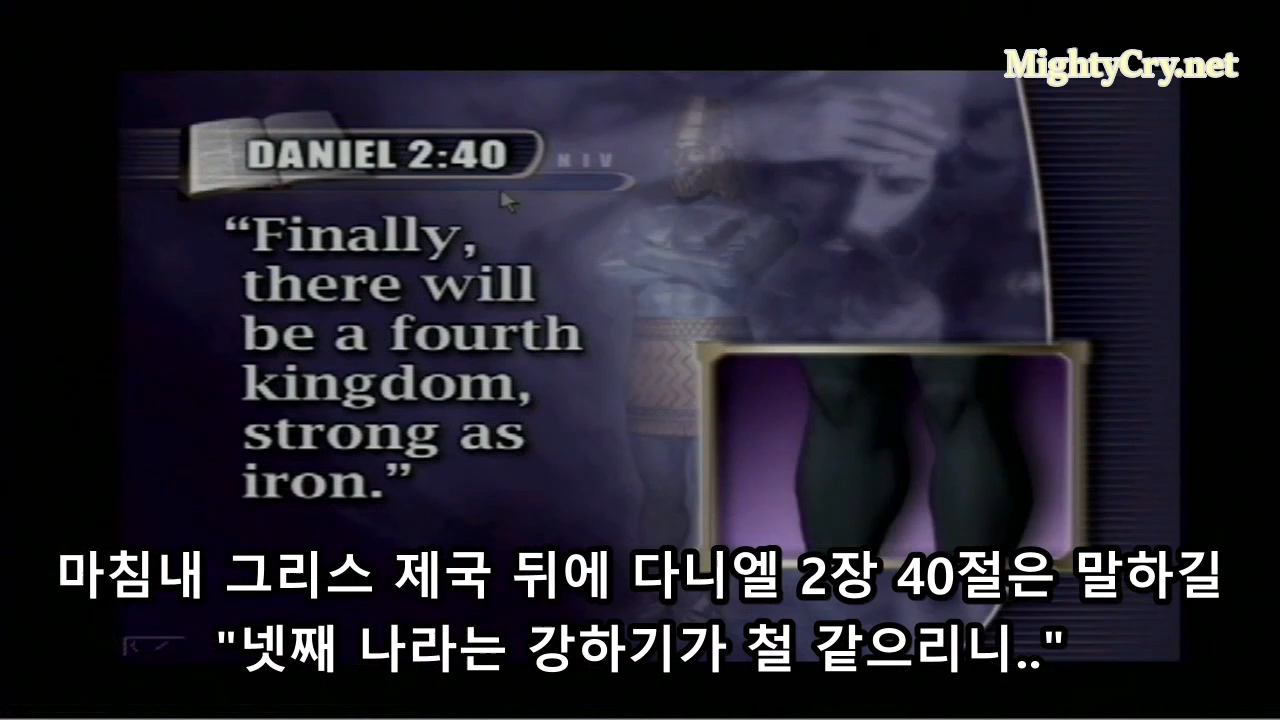 MightyCry.net
DANIEL 2:40
NIV
“Finally,
there will
be a fourth
kingdom,
strong as
iron.”
마침내 그리스 제국 뒤에 다니엘 2장 40절은 말하길
"넷째 나라는 강하기가 철 같으리니.."